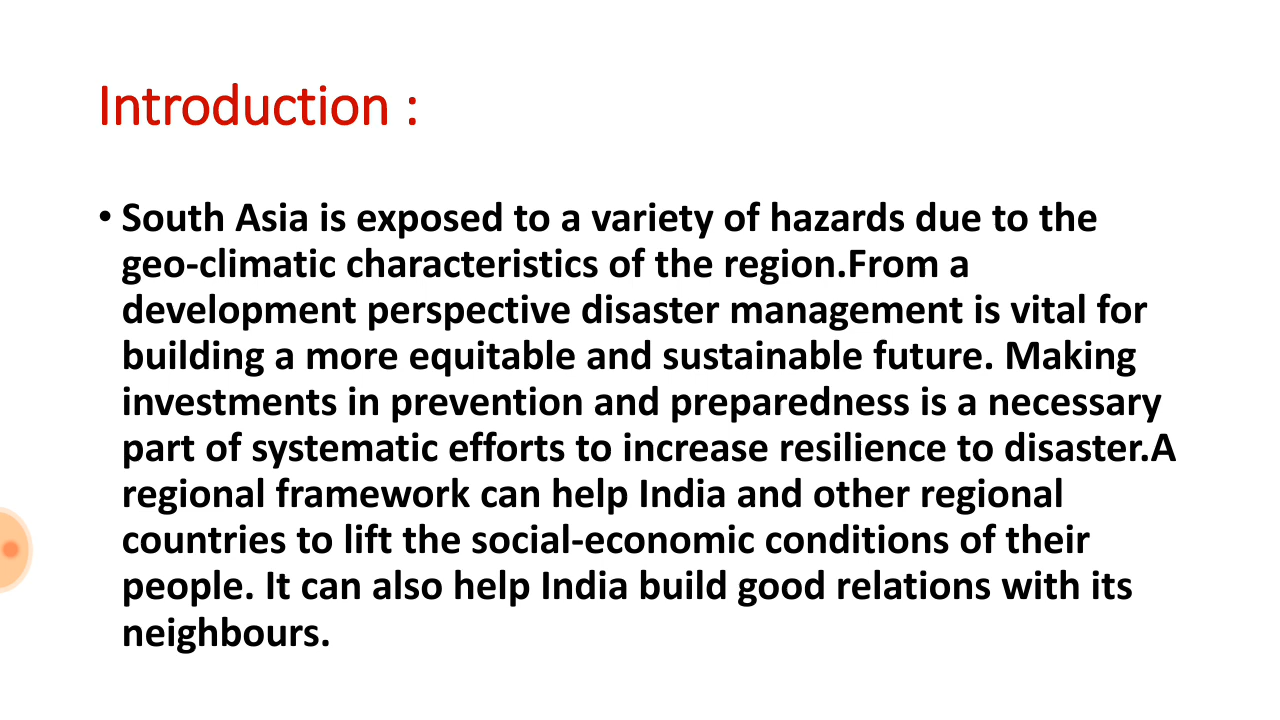 Introduction :
• South Asia is exposed to a variety of hazards due to the
geo-climatic characteristics of the region.From a
development perspective disaster management is vital for
building a more equitable and sustainable future. Making
investments in prevention and preparedness is a necessary
part of systematic efforts to increase resilience to disaster.A
regional framework can help India and other regional
countries to lift the social-economic conditions of their
people. It can also help India build good relations with its
neighbours.